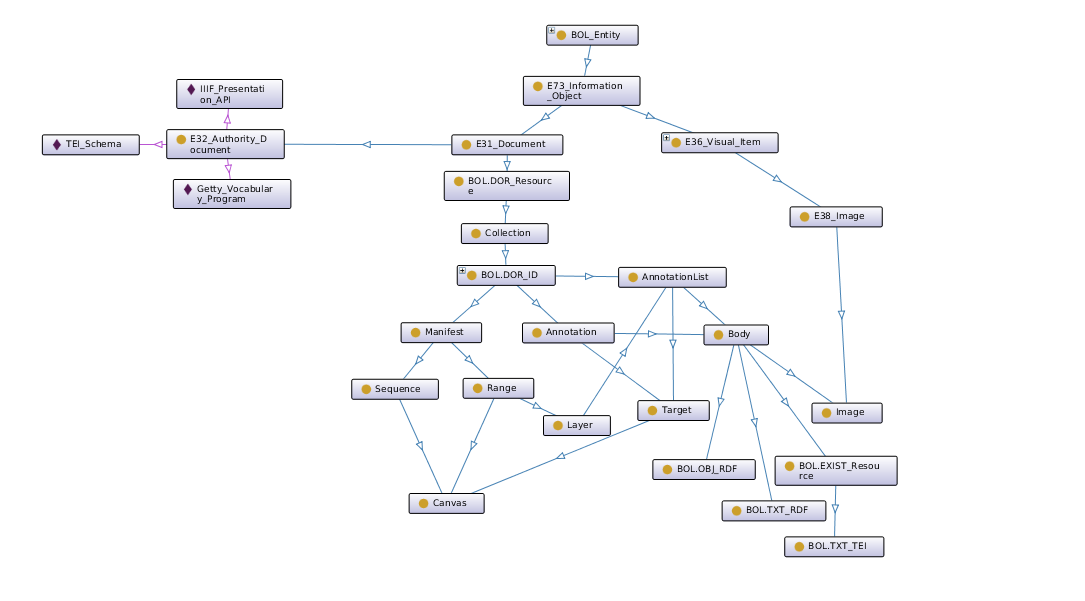 BOL_Entity
E73_Information
_Object
IIIF_Presentati
on_API
TEI_Schema
E32_Authority_D
ocument
E31_Document
E36_Visual_Item
Getty_Vocabular
y_Program
BOL.DOR_Resourc
e
E38_Image
Collection
BOL.DOR_ID
AnnotationList
Manifest
Annotation
Body
Sequence
Range
Layer
Target
Image
BOL.OBJ_RDF
BOL.EXIST_Resou
rce
Canvas
BOL.TXT_RDF
BOL.TXT_TEI